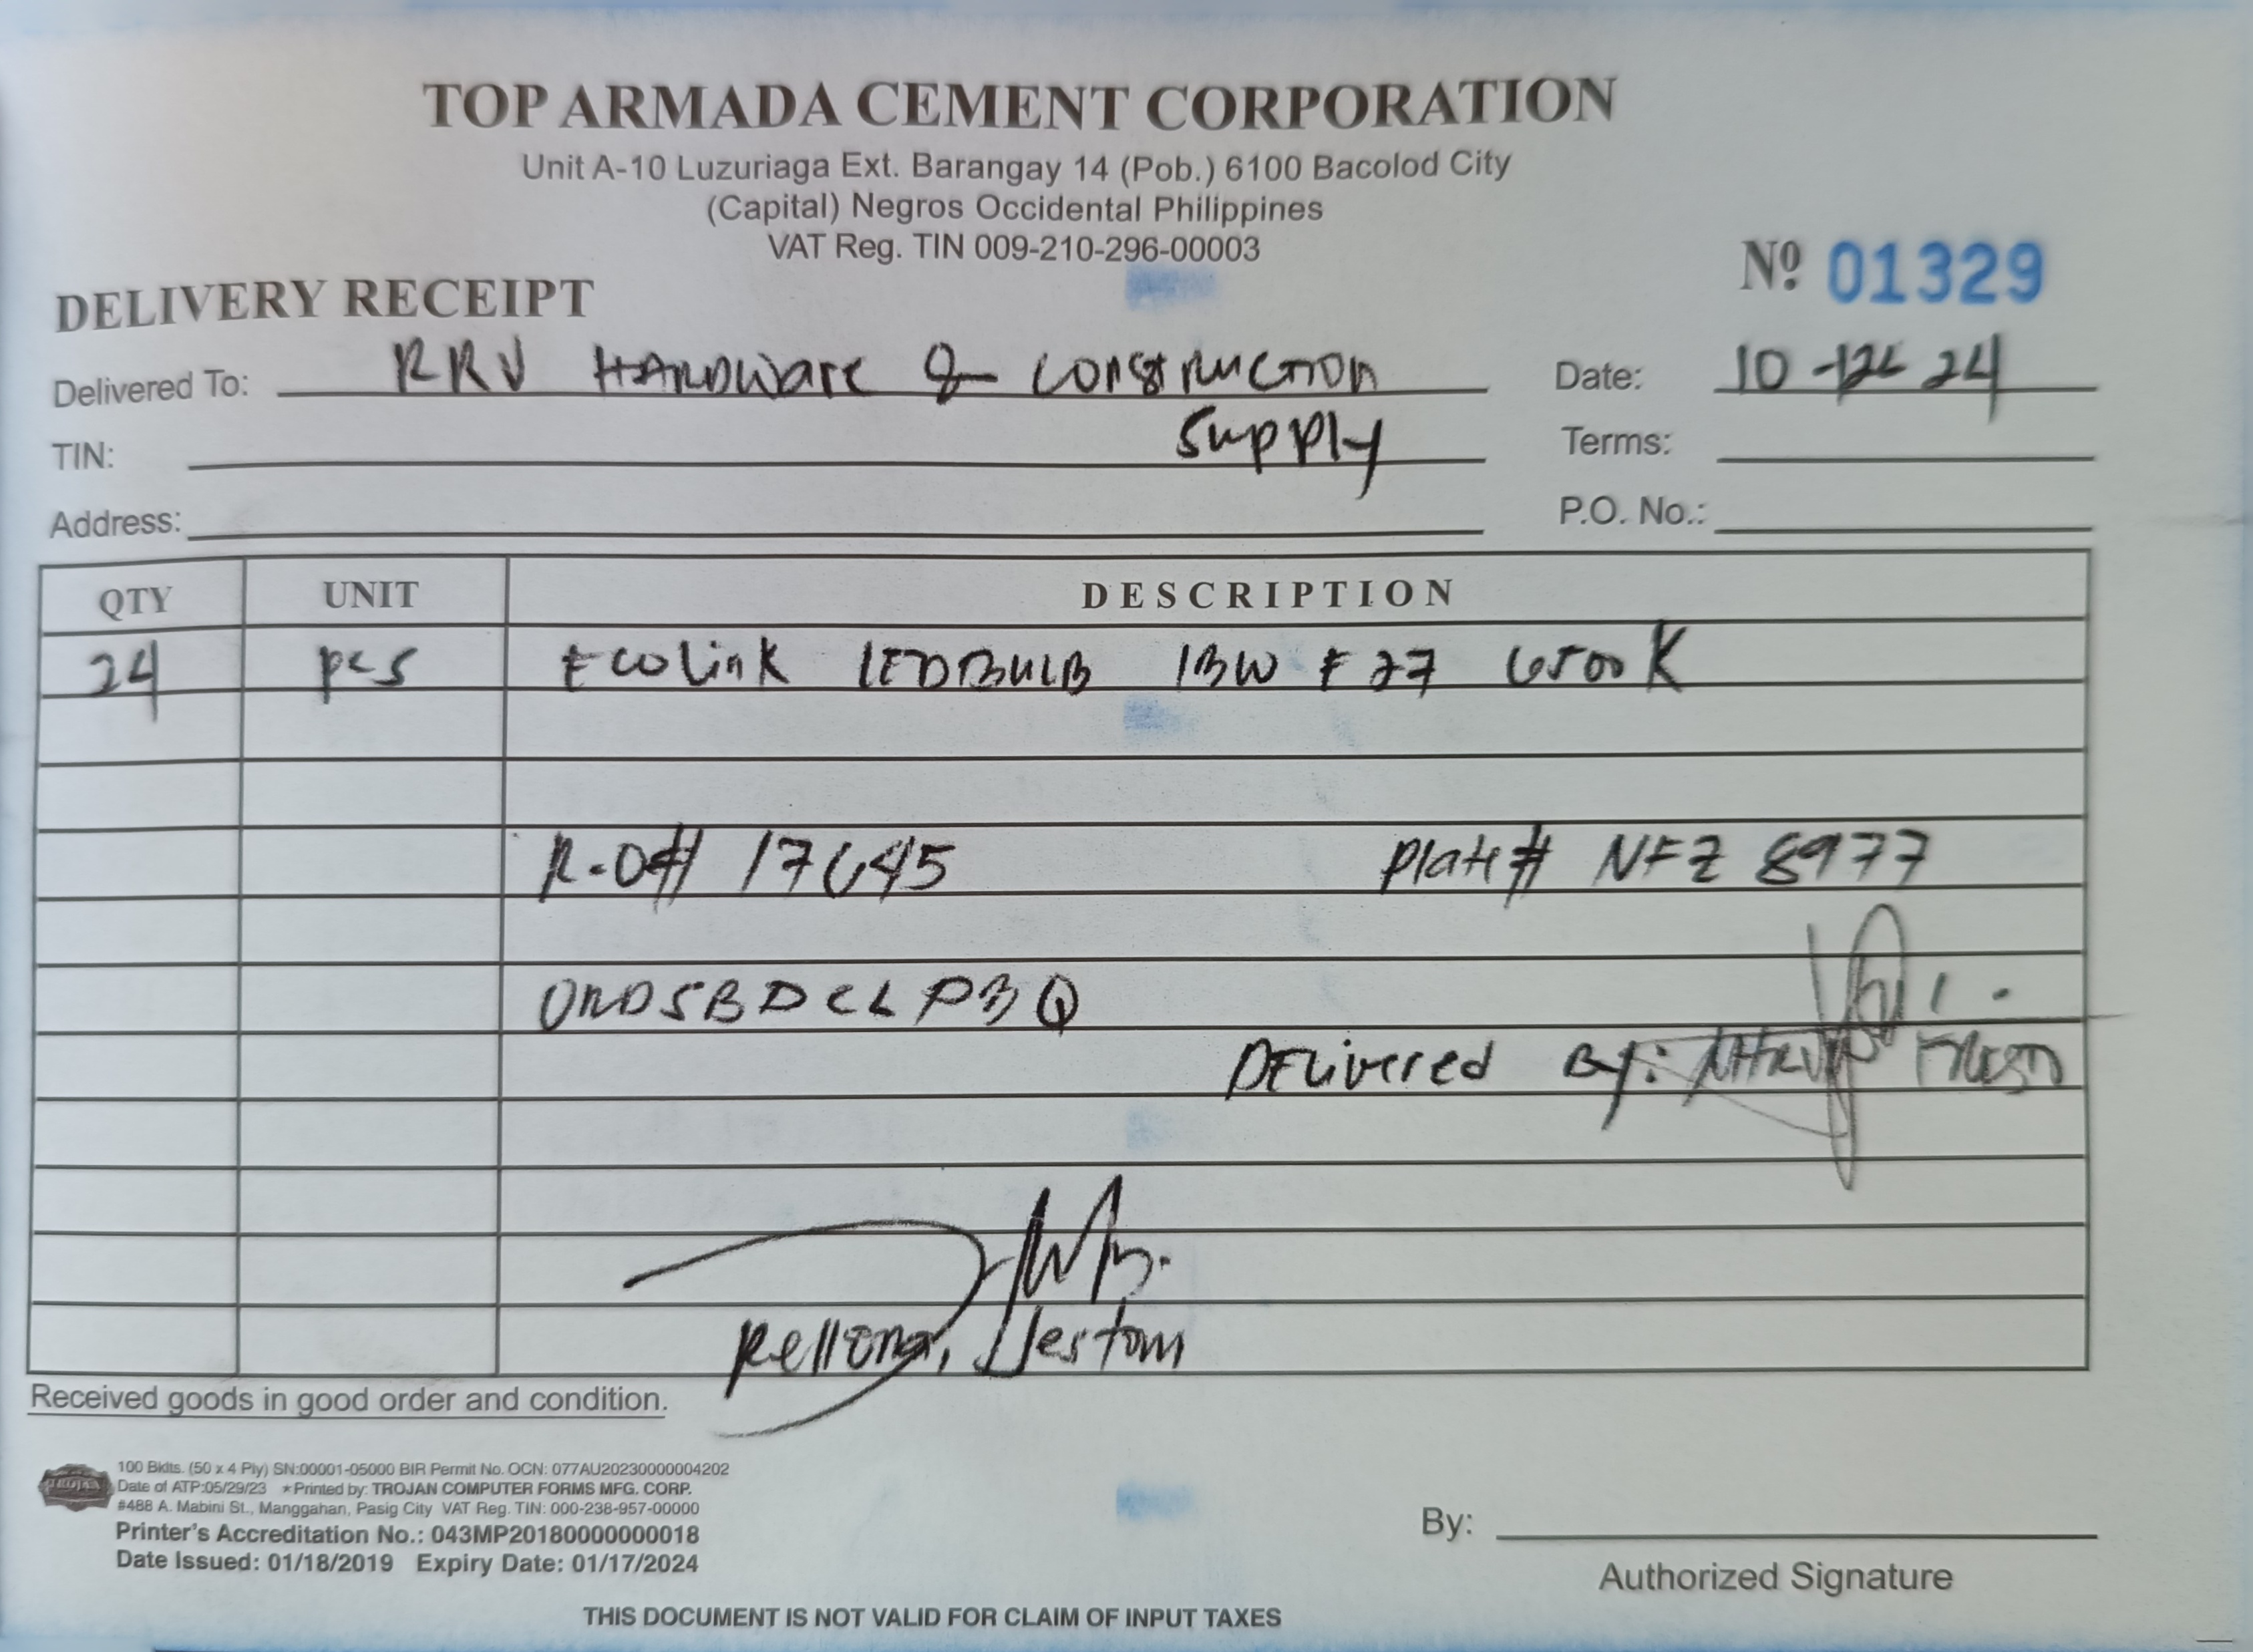 TOP ARMADA CEMENT CORPORATION
Unit A-10 Luzuriaga Ext. Barangay 14 (Pob.) 6100 Bacolod City
(Capital) Negros Occidental Philippines
VAT Reg. TIN 009-210-296-00003
Nº 01329
DELIVERY RECEIPT
Delivered To: RRV HARDware & construction Date: 10 24
supply
TIN: Terms:
Address: P.O. No.:
QTY UNIT DESCRIPTION
24 pcs Ecolink LEDBULB 13W E27 6500K
R.O# 17645 Plate# NFZ 8977
ORDSBDCLPBQ
DELivered By:
Rellona, Jestom
Received goods in good order and condition.
TROJAN
100 Bklts. (50 x 4 Ply) SN:00001-05000 BIR Permit No. OCN: 077AU20230000004202
Date of ATP:05/29/23 ★Printed by: TROJAN COMPUTER FORMS MFG. CORP.
#488 A. Mabini St., Manggahan, Pasig City VAT Reg. TIN: 000-238-957-00000
Printer's Accreditation No.: 043MP20180000000018
Date Issued: 01/18/2019 Expiry Date: 01/17/2024
By:
Authorized Signature
THIS DOCUMENT IS NOT VALID FOR CLAIM OF INPUT TAXES